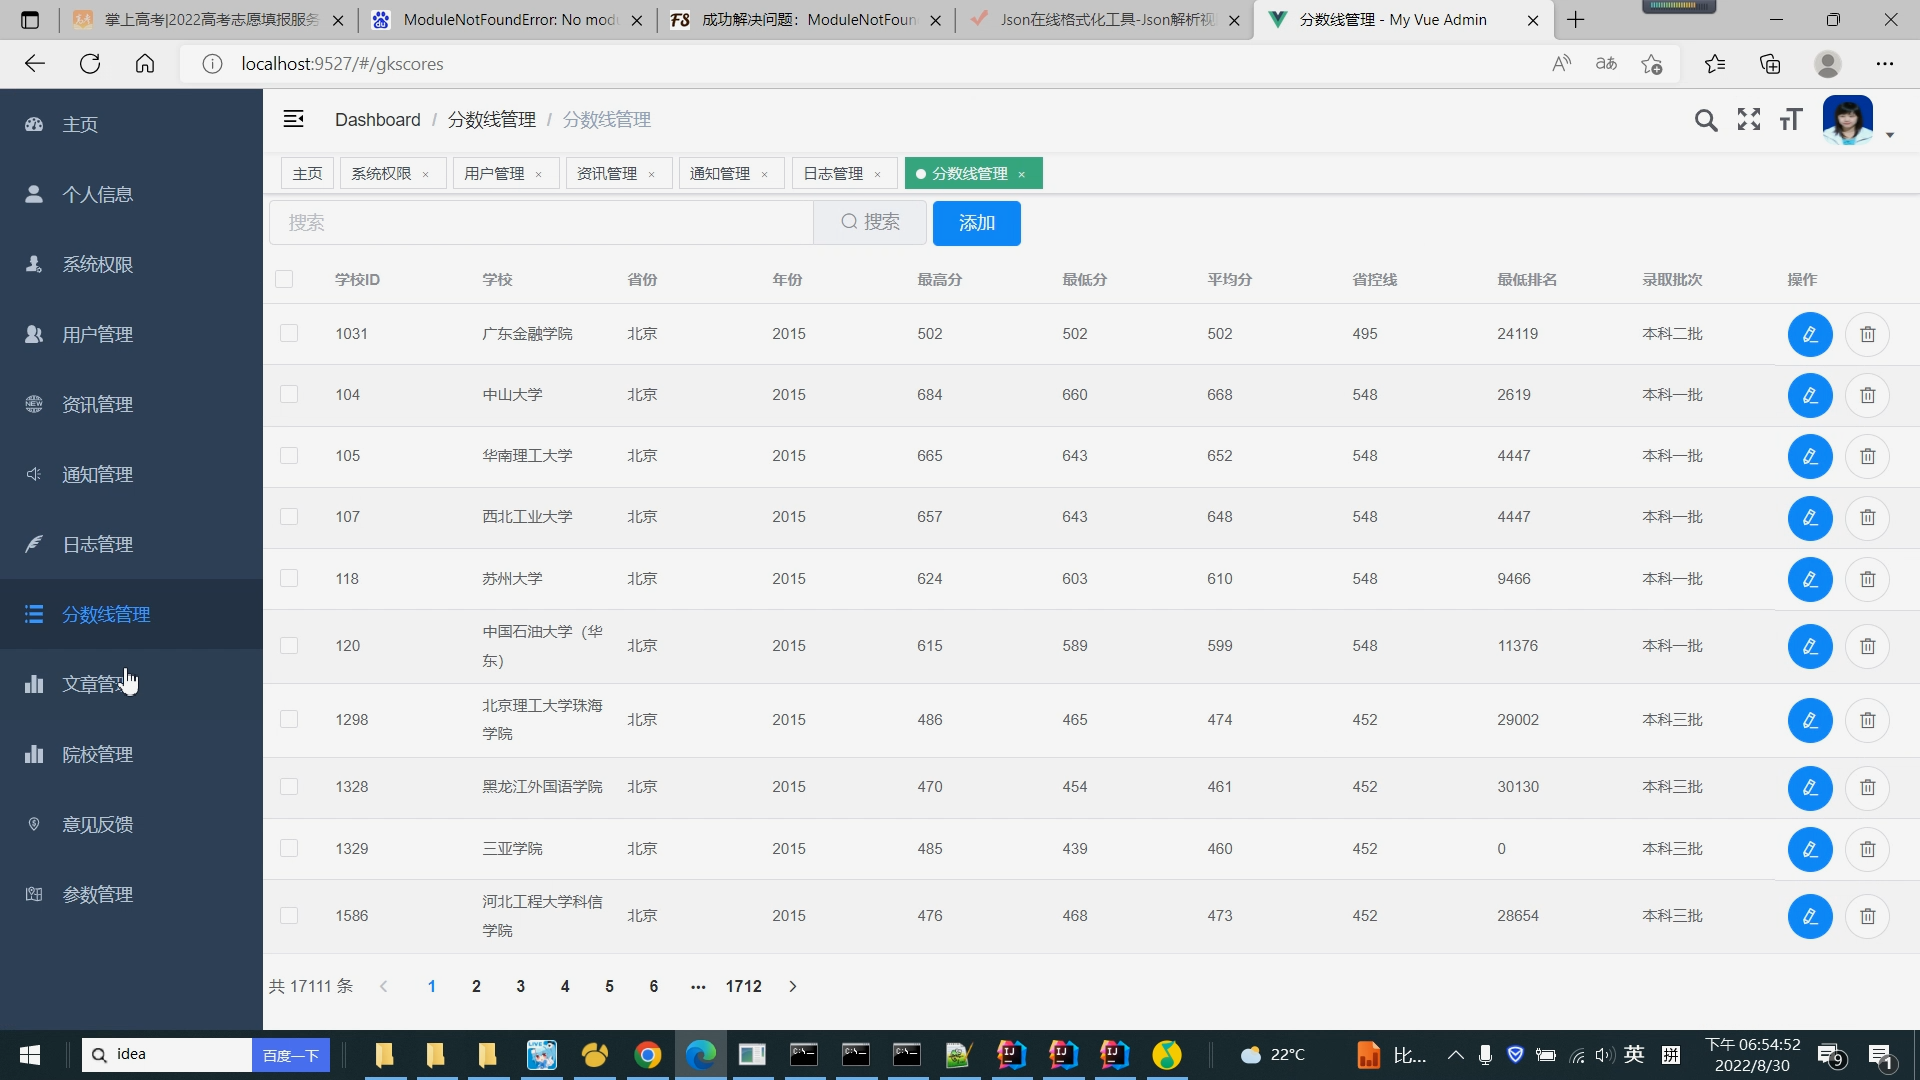 掌上高考|2022高考志愿填报服务
ModuleNotFoundError: No mod
成功解决问题：ModuleNotFoun
Json在线格式化工具-Json解析视
分数线管理 - My Vue Admin
localhost:9527/#/gkscores
主页
个人信息
系统权限
用户管理
资讯管理
通知管理
日志管理
分数线管理
文章管理
院校管理
意见反馈
参数管理
Dashboard / 分数线管理 / 分数线管理
主页 系统权限 × 用户管理 × 资讯管理 × 通知管理 × 日志管理 × 分数线管理 ×
搜索 搜索 添加
学校ID 学校 省份 年份 最高分 最低分 平均分 省控线 最低排名 录取批次 操作
1031 广东金融学院 北京 2015 502 502 502 495 24119 本科二批
104 中山大学 北京 2015 684 660 668 548 2619 本科一批
105 华南理工大学 北京 2015 665 643 652 548 4447 本科一批
107 西北工业大学 北京 2015 657 643 648 548 4447 本科一批
118 苏州大学 北京 2015 624 603 610 548 9466 本科一批
120 中国石油大学（华东） 北京 2015 615 589 599 548 11376 本科一批
1298 北京理工大学珠海学院 北京 2015 486 465 474 452 29002 本科三批
1328 黑龙江外国语学院 北京 2015 470 454 461 452 30130 本科三批
1329 三亚学院 北京 2015 485 439 460 452 0 本科三批
1586 河北工程大学科信学院 北京 2015 476 468 473 452 28654 本科三批
共 17111 条 1 2 3 4 5 6 ... 1712
idea 百度一下
22°C
比...
英
拼
下午 06:54:52
2022/8/30
9
1